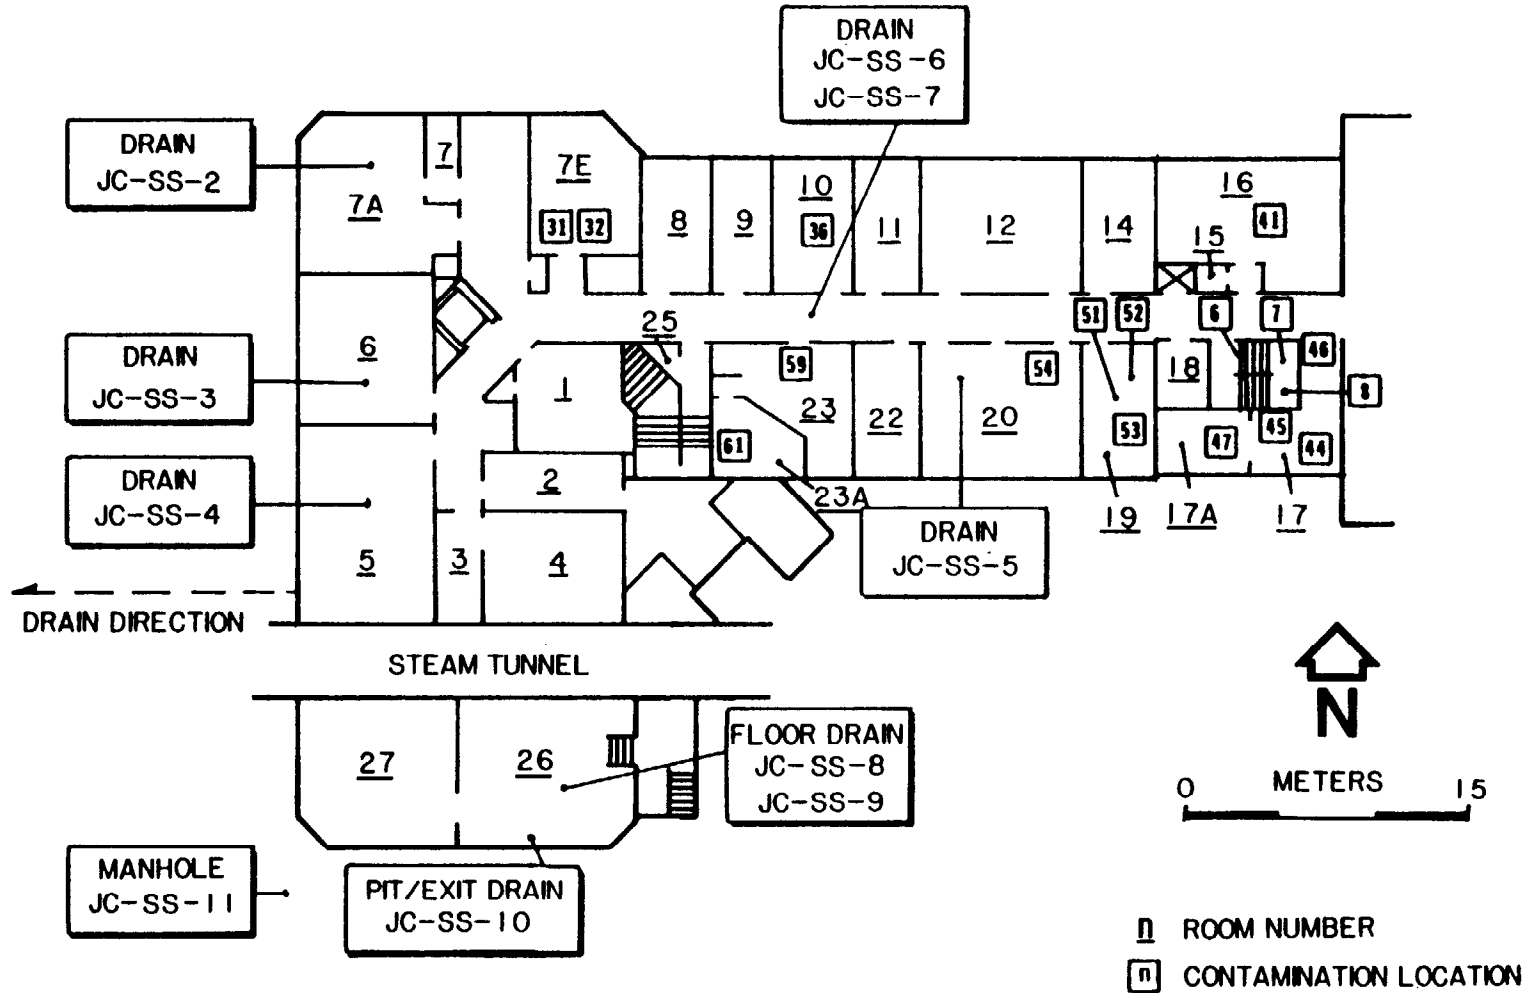 DRAIN
JC-SS-6
JC-SS-7
DRAIN
JC-SS-2
7
7A
7E
31
32
8
9
10
36
11
12
14
16
41
15
DRAIN
JC-SS-3
6
25
51
52
6
7
46
8
1
59
23
22
54
20
53
18
47
45
44
61
DRAIN
JC-SS-4
2
23A
19
17A
17
5
3
4
DRAIN
JC-SS-5
DRAIN DIRECTION
STEAM TUNNEL
N
27
26
FLOOR DRAIN
JC-SS-8
JC-SS-9
METERS
0
15
MANHOLE
JC-SS-11
PIT/EXIT DRAIN
JC-SS-10
n ROOM NUMBER
n CONTAMINATION LOCATION